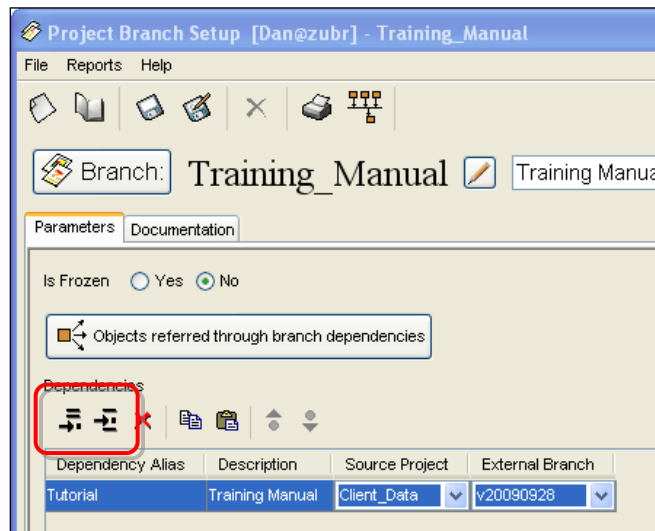 Project Branch Setup [Dan@zubr] - Training_Manual
File Reports Help
Branch: Training_Manual Training Manua
Parameters Documentation
Is Frozen Yes No
Objects referred through branch dependencies
Dependencies
Dependency Alias Description Source Project External Branch
Tutorial Training Manual Client_Data v20090928